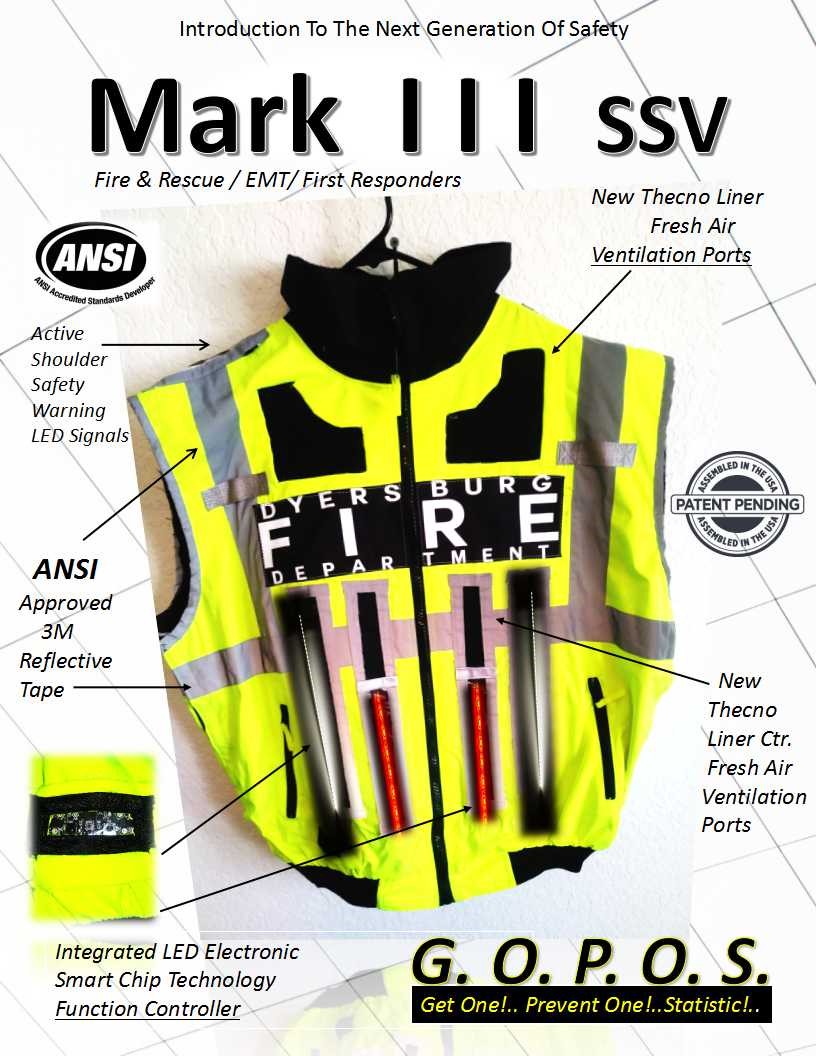 Introduction To The Next Generation Of Safety
Mark III SSV
Fire & Rescue / EMT/ First Responders
New Thecno Liner
Fresh Air
Ventilation Ports
ANSI
ANSI Accredited Standards Developer
Active
Shoulder
Safety
Warning
LED Signals
DYERSBURG
FIRE
DEPARTMENT
ASSEMBLED IN THE USA
PATENT PENDING
ASSEMBLED IN THE USA
ANSI
Approved
3M
Reflective
Tape
New
Thecno
Liner Ctr.
Fresh Air
Ventilation
Ports
Integrated LED Electronic
Smart Chip Technology
Function Controller
G. O. P. O. S.
Get One!.. Prevent One!..Statistic!..